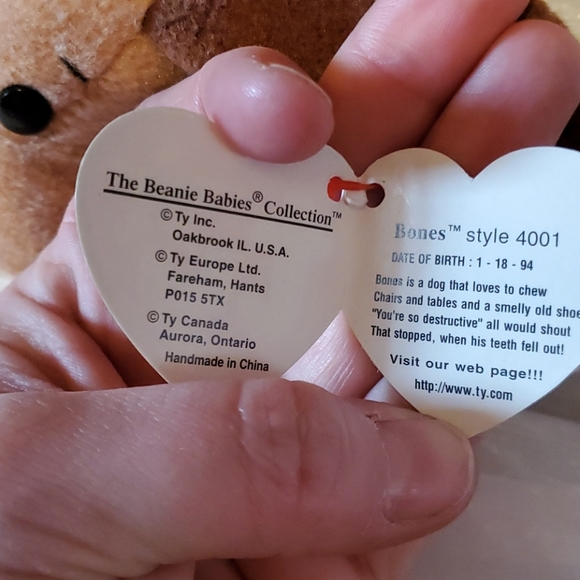 The Beanie Babies® Collection™
© Ty Inc.
Oakbrook IL. U.S.A.
© Ty Europe Ltd.
Fareham, Hants
P015 5TX
© Ty Canada
Aurora, Ontario
Handmade in China
Bones™ style 4001
DATE OF BIRTH : 1 - 18 - 94
Bones is a dog that loves to chew
Chairs and tables and a smelly old shoe
"You're so destructive" all would shout
That stopped, when his teeth fell out!
Visit our web page!!!
http://www.ty.com